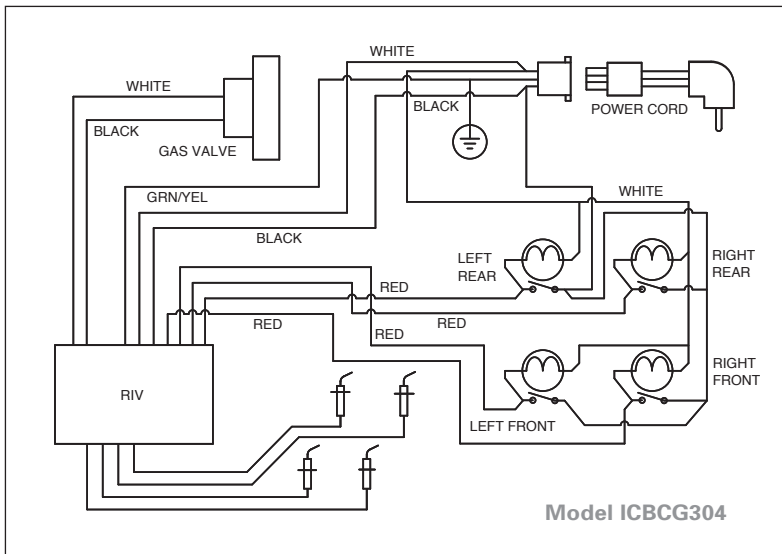 WHITE
WHITE
BLACK
BLACK
POWER CORD
GAS VALVE
GRN/YEL
WHITE
BLACK
LEFT
REAR
RIGHT
REAR
RED
RED
RED
RED
RIGHT
FRONT
RIV
LEFT FRONT
Model ICBCG304